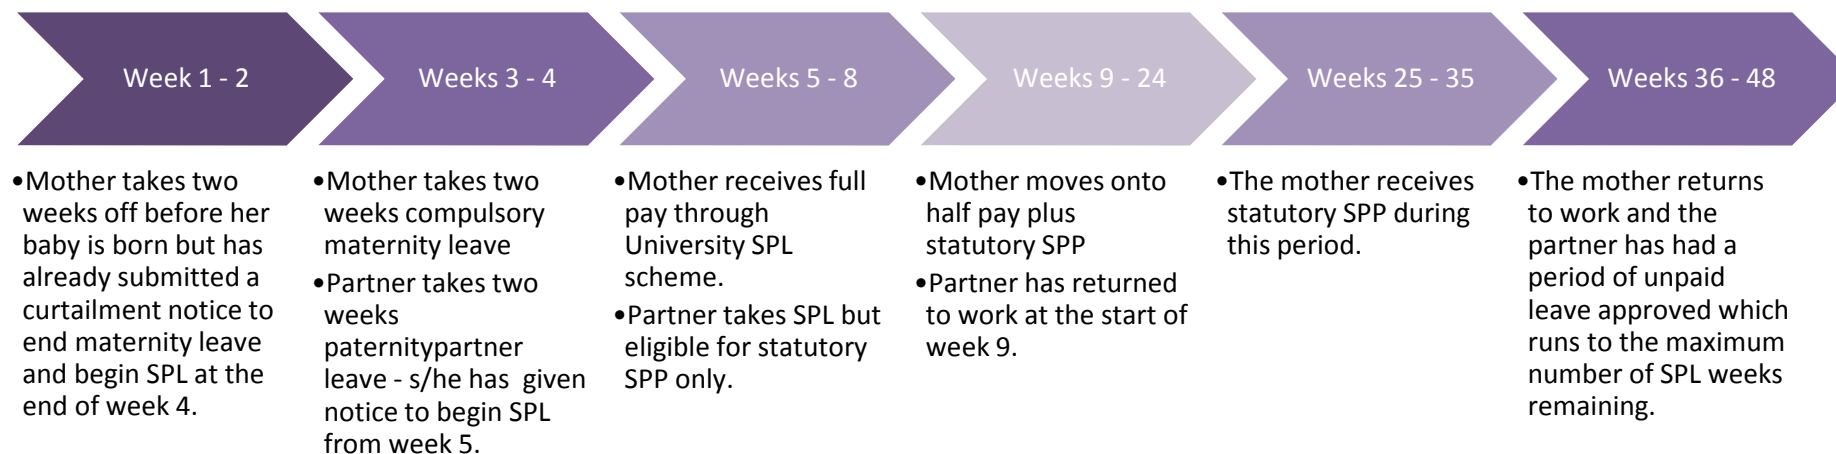 Week 1 - 2
Weeks 3 - 4
Weeks 5 - 8
Weeks 9 - 24
Weeks 25 - 35
Weeks 36 - 48
•Mother takes two
weeks off before her
baby is born but has
already submitted a
curtailment notice to
end maternity leave
and begin SPL at the
end of week 4.
•Mother takes two
weeks compulsory
maternity leave
•Partner takes two
weeks
paternitypartner
leave - s/he has given
notice to begin SPL
from week 5.
•Mother receives full
pay through
University SPL
scheme.
•Partner takes SPL but
eligible for statutory
SPP only.
•Mother moves onto
half pay plus
statutory SPP
•Partner has returned
to work at the start of
week 9.
•The mother receives
statutory SPP during
this period.
•The mother returns
to work and the
partner has had a
period of unpaid
leave approved which
runs to the maximum
number of SPL weeks
remaining.